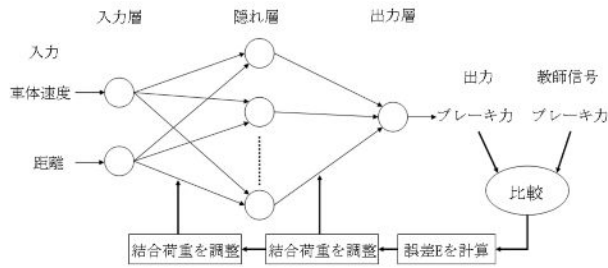 入力層
隠れ層
出力層
入力
出力
教師信号
車体速度
ブレーキ力
ブレーキ力
距離
比較
結合荷重を調整
結合荷重を調整
誤差Eを計算